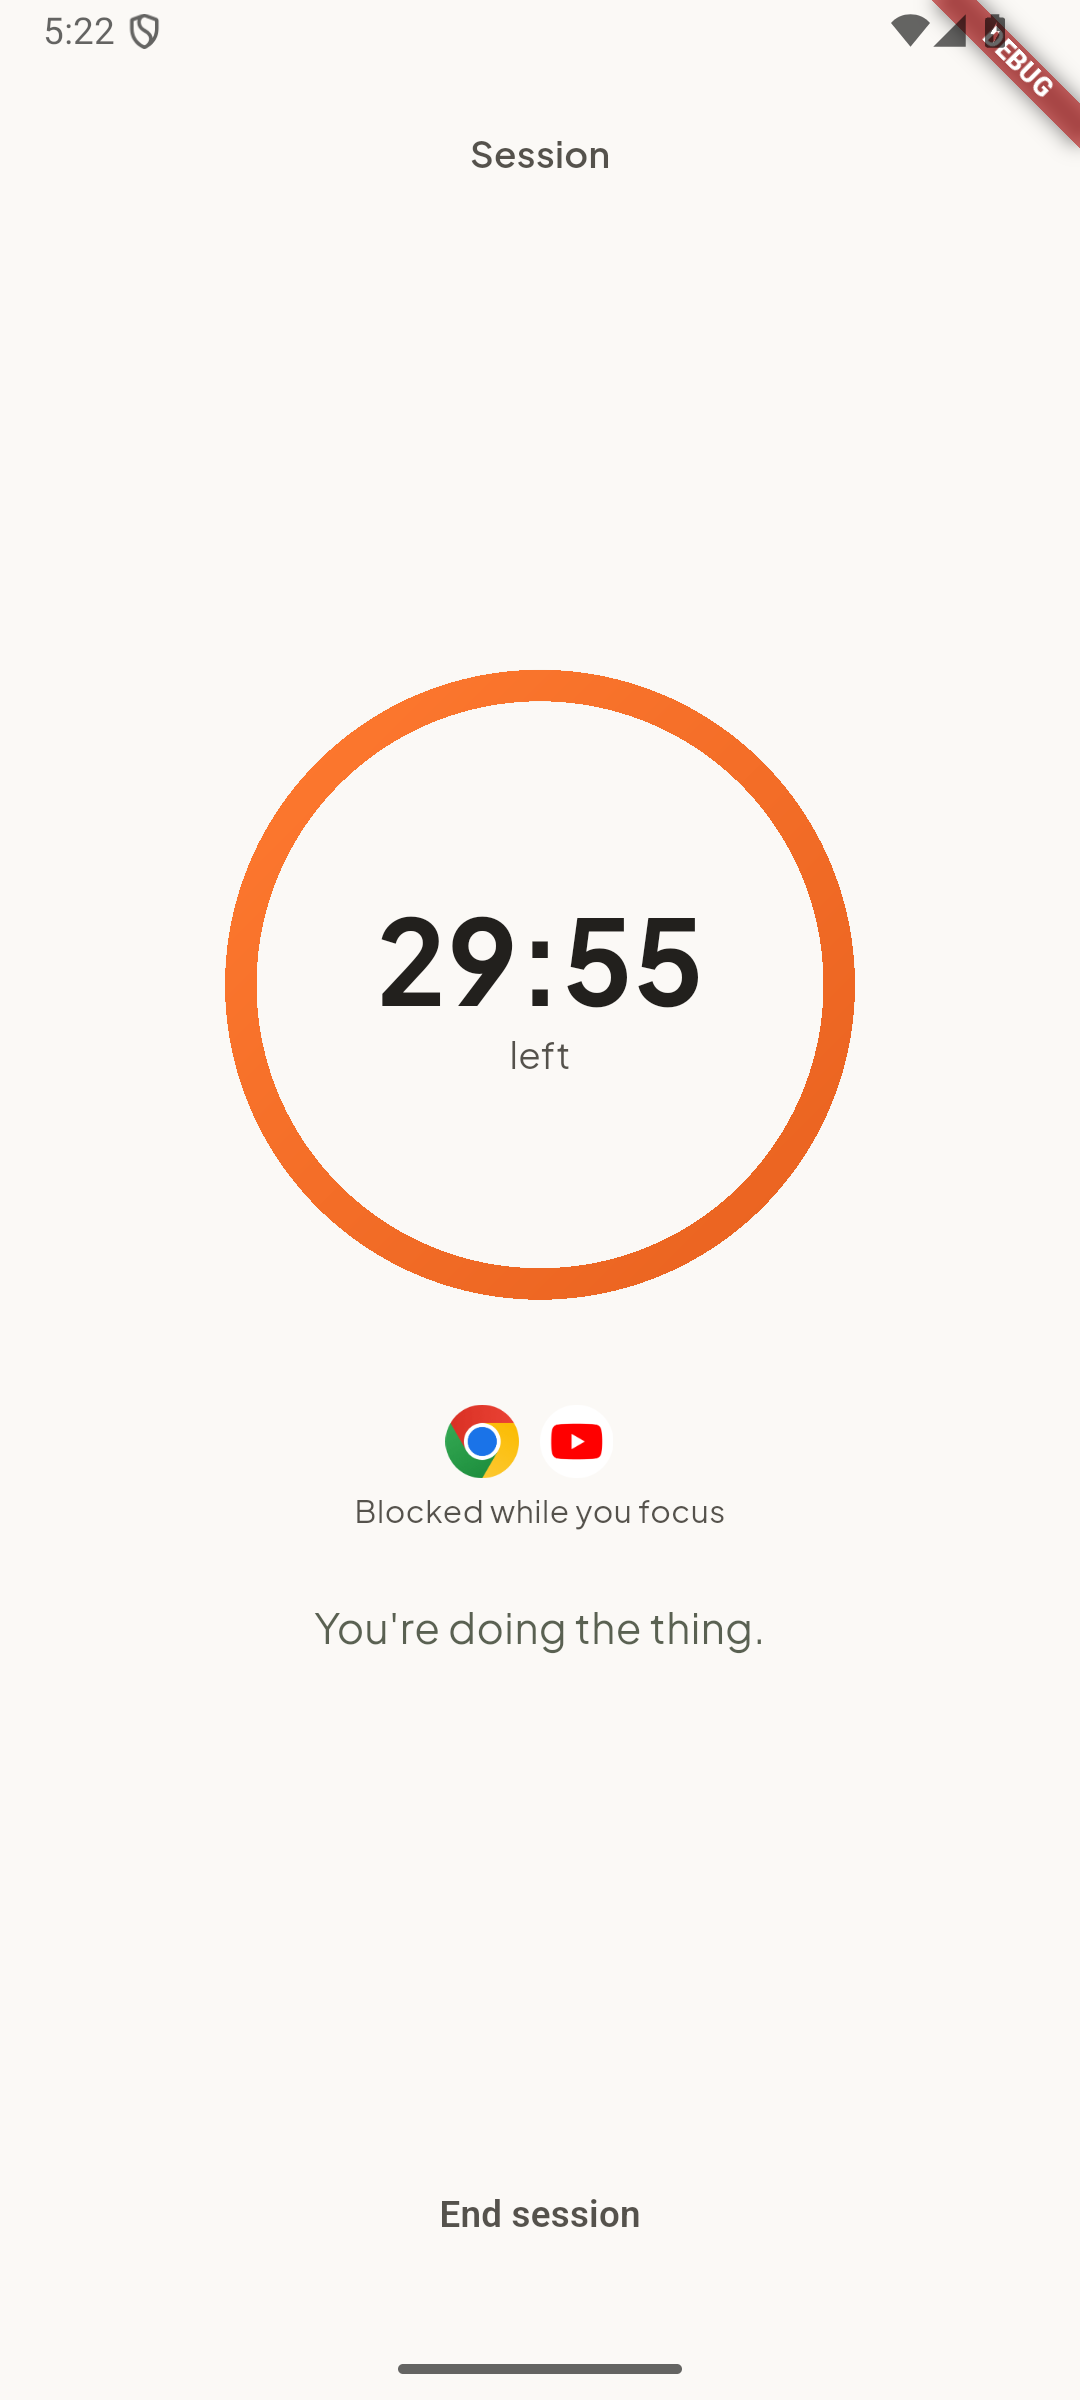 5:22
DEBUG
Session
29:55
left
Blocked while you focus
You're doing the thing.
End session